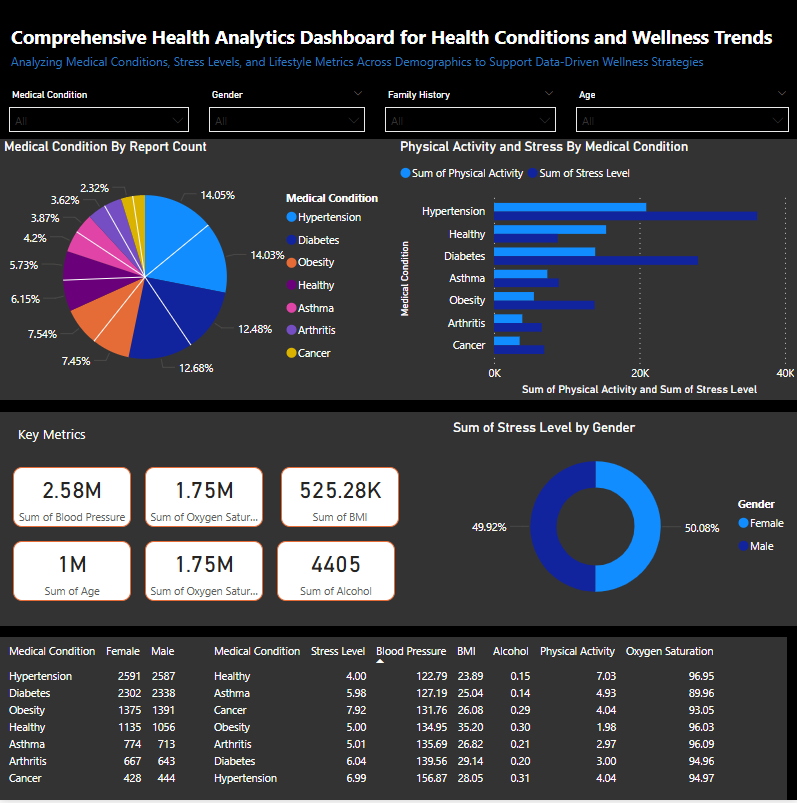 Comprehensive Health Analytics Dashboard for Health Conditions and Wellness Trends
Analyzing Medical Conditions, Stress Levels, and Lifestyle Metrics Across Demographics to Support Data-Driven Wellness Strategies
Medical Condition Gender Family History Age
All All All All
Medical Condition By Report Count
14.05%
14.03%
12.48%
12.68%
7.45%
7.54%
6.15%
5.73%
4.2%
3.87%
3.62%
2.32%
Medical Condition
Hypertension
Diabetes
Obesity
Healthy
Asthma
Arthritis
Cancer
Physical Activity and Stress By Medical Condition
Sum of Physical Activity Sum of Stress Level
Medical Condition
Hypertension
Healthy
Diabetes
Asthma
Obesity
Arthritis
Cancer
0K 20K 40K
Sum of Physical Activity and Sum of Stress Level
Key Metrics
2.58M
Sum of Blood Pressure
1.75M
Sum of Oxygen Satur...
525.28K
Sum of BMI
1M
Sum of Age
1.75M
Sum of Oxygen Satur...
4405
Sum of Alcohol
Sum of Stress Level by Gender
49.92%
50.08%
Gender
Female
Male
Medical Condition Female Male
Hypertension 2591 2587
Diabetes 2302 2338
Obesity 1375 1391
Healthy 1135 1056
Asthma 774 713
Arthritis 667 643
Cancer 428 444
Medical Condition Stress Level Blood Pressure BMI Alcohol Physical Activity Oxygen Saturation
Healthy 4.00 122.79 23.89 0.15 7.03 96.95
Asthma 5.98 127.19 25.04 0.14 4.93 89.96
Cancer 7.92 131.76 26.08 0.29 4.04 93.05
Obesity 5.00 134.95 35.20 0.30 1.98 96.03
Arthritis 5.01 135.69 26.82 0.21 2.97 96.09
Diabetes 6.04 139.56 29.14 0.20 3.00 94.96
Hypertension 6.99 156.87 28.05 0.31 4.04 94.97